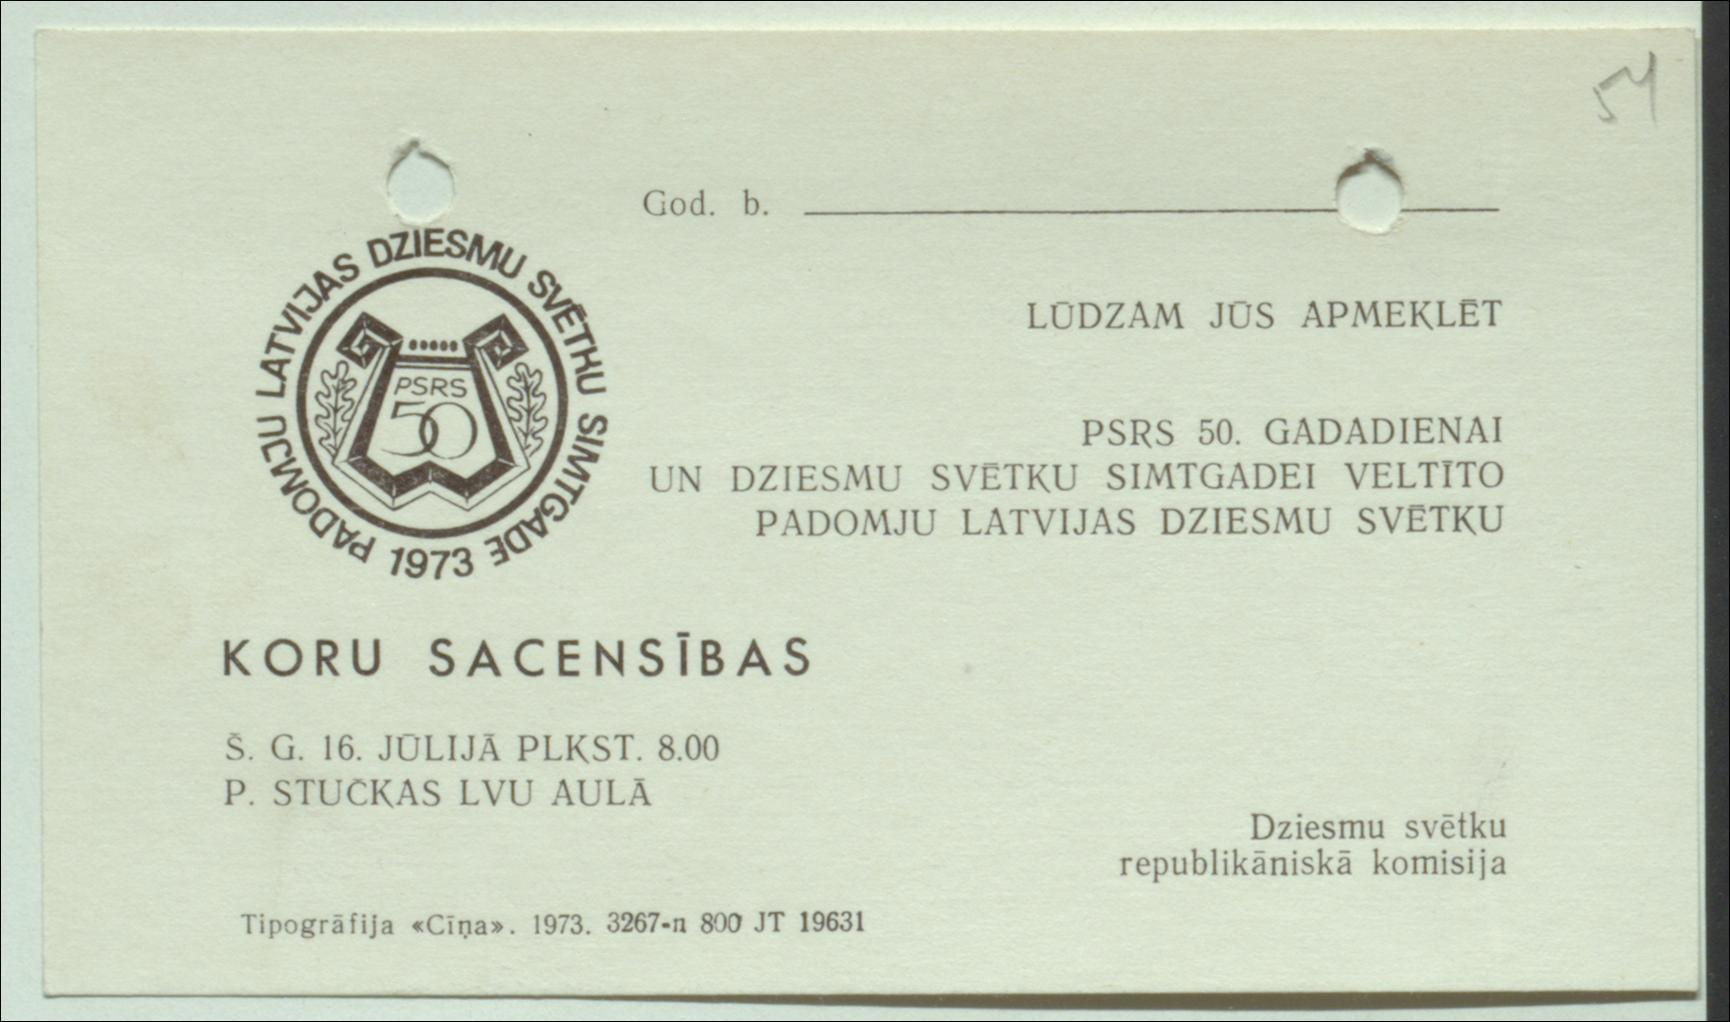 54
God. b.
PADOMJU LATVIJAS DZIESMU SVĒTKU SIMTGADE
1973
PSRS
50
LŪDZAM JŪS APMEKLĒT
PSRS 50. GADADIENAI
UN DZIESMU SVĒTKU SIMTGADEI VELTĪTO
PADOMJU LATVIJAS DZIESMU SVĒTKU
KORU SACENSĪBAS
Š. G. 16. JŪLIJĀ PLKST. 8.00
P. STUČKAS LVU AULĀ
Dziesmu svētku
republikāniskā komisija
Tipogrāfija «Cīņa». 1973. 3267-n 800 JT 19631